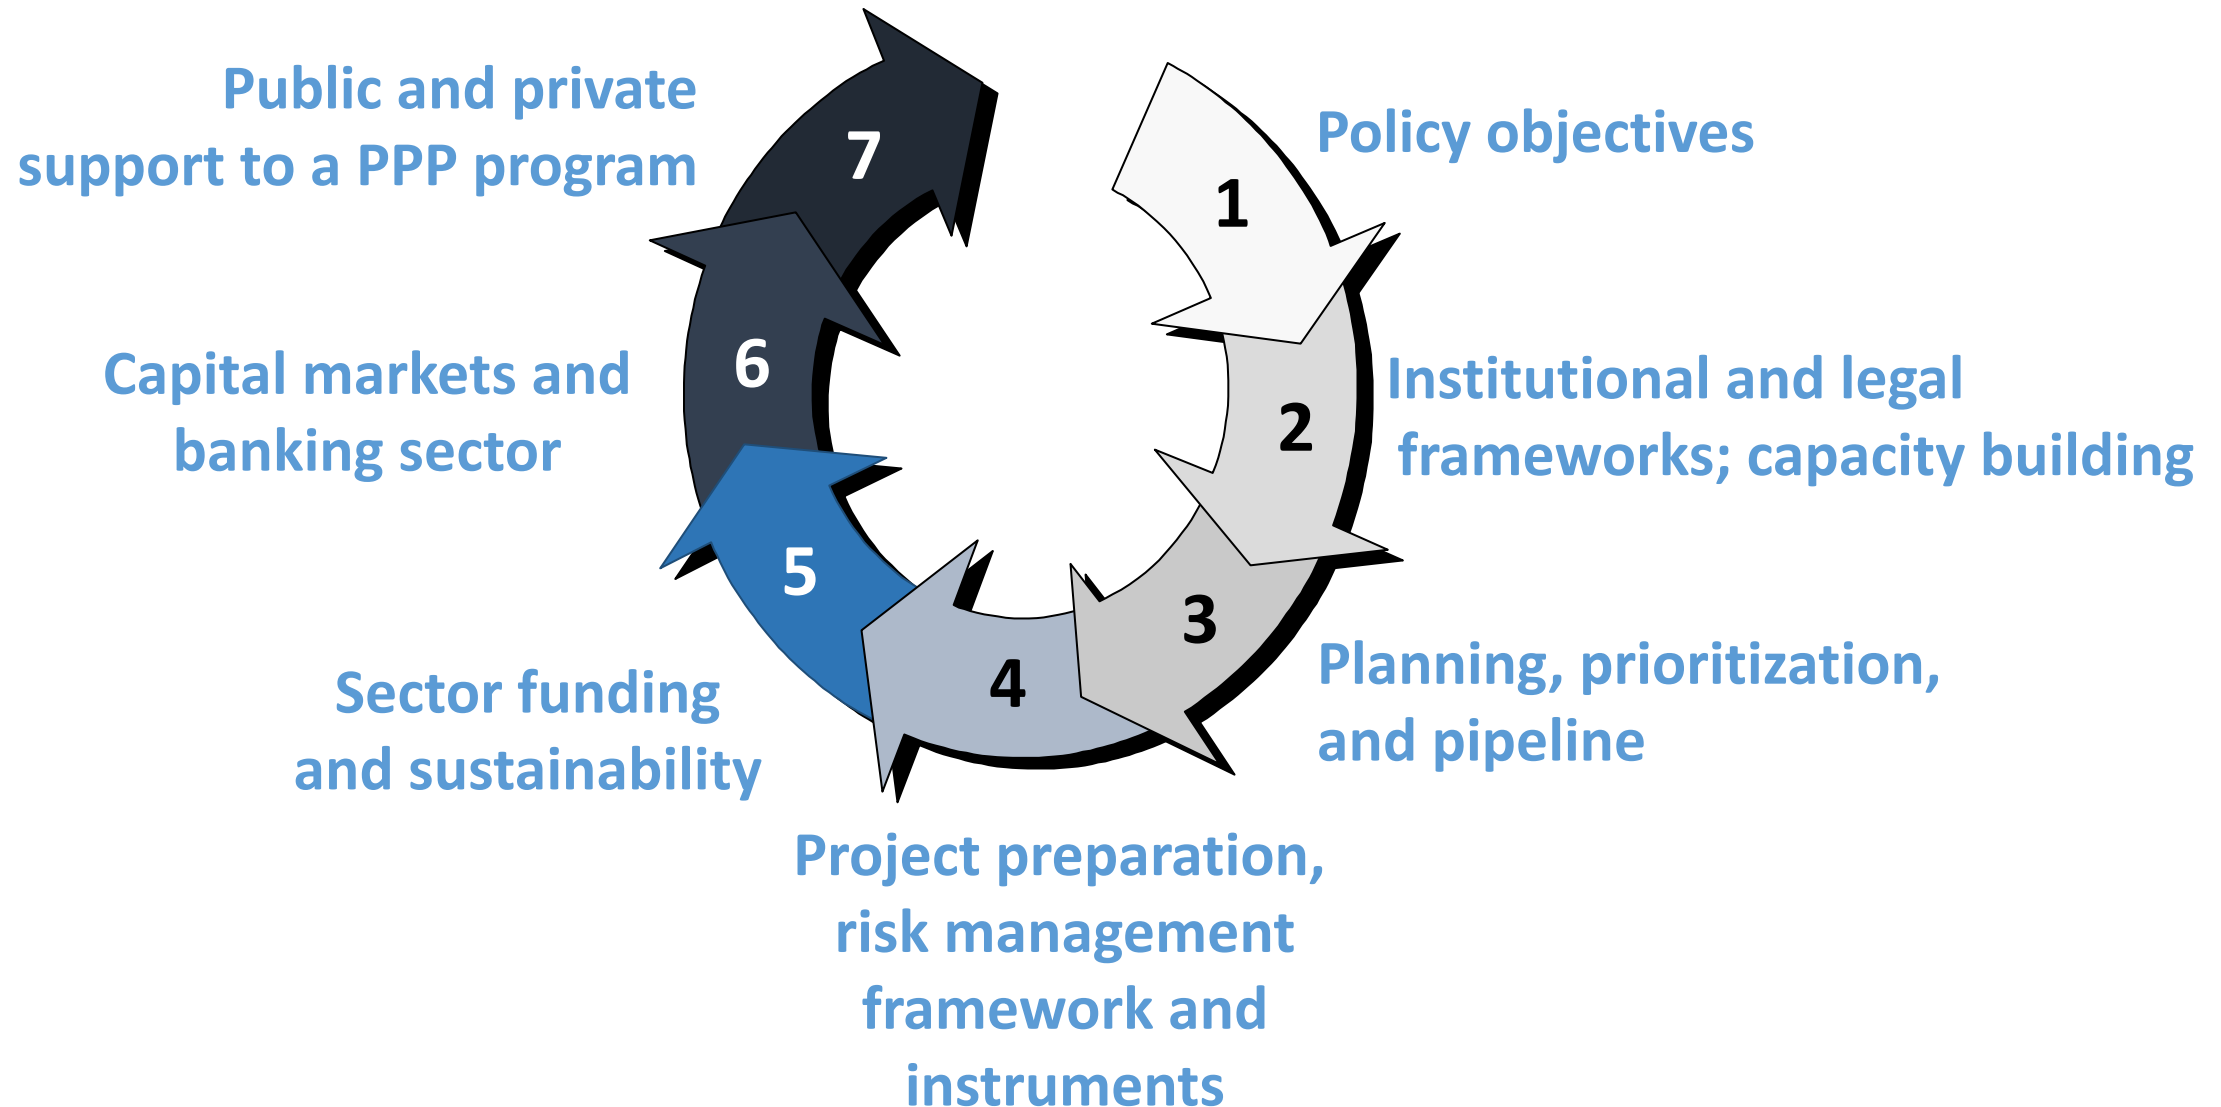 1
Policy objectives
2
Institutional and legal
frameworks; capacity building
3
Planning, prioritization,
and pipeline
4
Project preparation,
risk management
framework and
instruments
5
Sector funding
and sustainability
6
Capital markets and
banking sector
7
Public and private
support to a PPP program